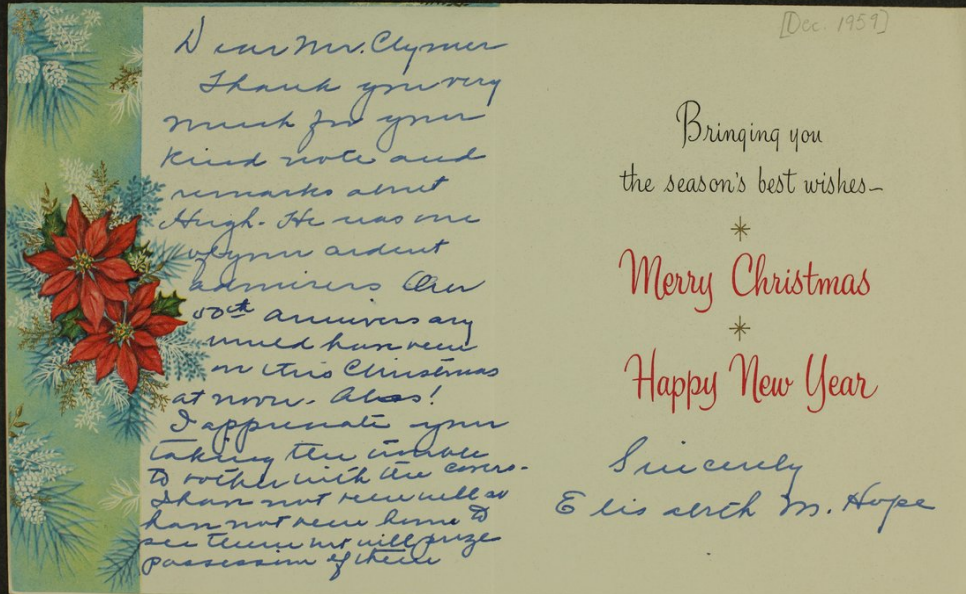 Dear Mr. Clymer
Thank you very
much for your
kind note and
remarks about
Hugh. He was one
of your ardent
admirers Our
50th anniversary
would have been
on this Christmas
at noon. Alas!
I appreciate your
taking the trouble
to bother with the covers.
I have not been well so
have not been home to
see them but will prize
possession of them
[Dec. 1959]
Bringing you
the season's best wishes—
Merry Christmas
Happy New Year
Sincerely
Elisabeth M. Hope